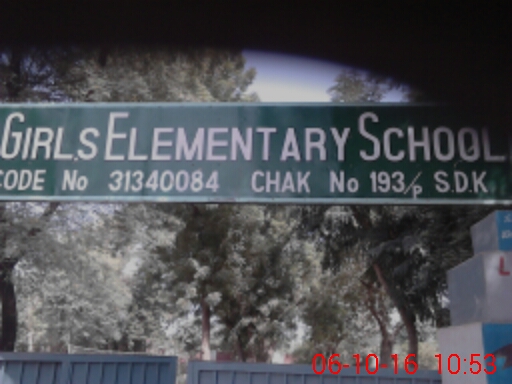 GIRLS ELEMENTARY SCHOOL
CODE No 31340084 CHAK No 193/p S.D.K
06-10-16 10:53